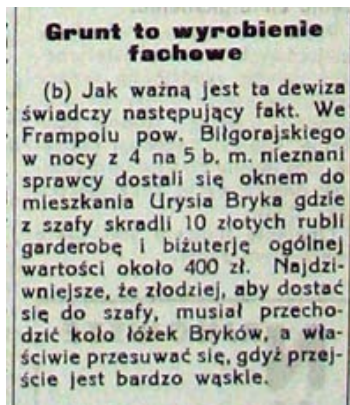 Grunt to wyrobienie
fachowe
(b) Jak ważną jest ta dewiza
świadczy następujący fakt. We
Frampolu pow. Biłgorajskiego
w nocy z 4 na 5 b. m. nieznani
sprawcy dostali się oknem do
mieszkania Urysia Bryka gdzie
z szafy skradli 10 złotych rubli
garderobę i biżuterję ogólnej
wartości około 400 zł. Najdzi-
wniejsze, że złodziej, aby dostać
się do szafy, musiał przecho-
dzić koło łóżek Bryków, a wła-
ściwie przesuwać się, gdyż przej-
ście jest bardzo wąskie.